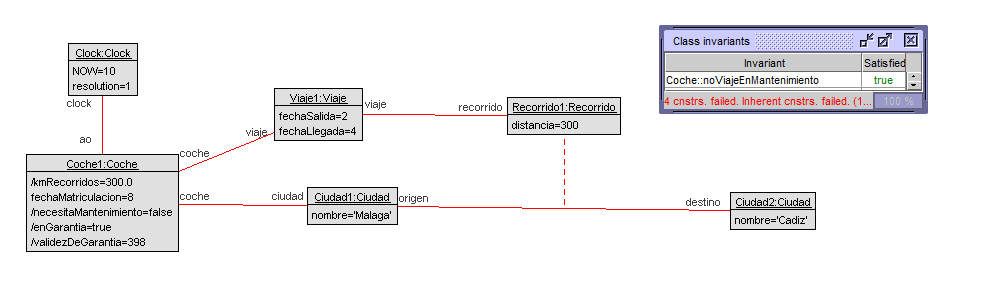 Class invariants
Invariant
Satisfied
Coche::noViajeEnMantenimiento
true
4 cnstrs. failed. Inherent cnstrs. failed. (1...
100 %
Clock:Clock
NOW=10
resolution=1
clock
ao
Viaje1:Viaje
fechaSalida=2
fechaLlegada=4
viaje
recorrido
Recorrido1:Recorrido
distancia=300
viaje
coche
Coche1:Coche
/kmRecorridos=300.0
fechaMatriculacion=8
/necesitaMantenimiento=false
/enGarantia=true
/validezDeGarantia=398
coche
ciudad
Ciudad1:Ciudad
nombre='Malaga'
origen
destino
Ciudad2:Ciudad
nombre='Cadiz'